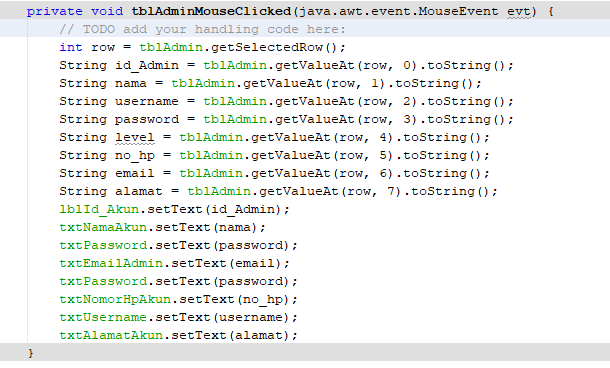 private void tblAdminMouseClicked(java.awt.event.MouseEvent evt) {
// TODO add your handling code here:
int row = tblAdmin.getSelectedRow();
String id_Admin = tblAdmin.getValueAt(row, 0).toString();
String nama = tblAdmin.getValueAt(row, 1).toString();
String username = tblAdmin.getValueAt(row, 2).toString();
String password = tblAdmin.getValueAt(row, 3).toString();
String level = tblAdmin.getValueAt(row, 4).toString();
String no_hp = tblAdmin.getValueAt(row, 5).toString();
String email = tblAdmin.getValueAt(row, 6).toString();
String alamat = tblAdmin.getValueAt(row, 7).toString();
lblId_Akun.setText(id_Admin);
txtNamaAkun.setText(nama);
txtPassword.setText(password);
txtEmailAdmin.setText(email);
txtPassword.setText(password);
txtNomorHpAkun.setText(no_hp);
txtUsername.setText(username);
txtAlamatAkun.setText(alamat);
}